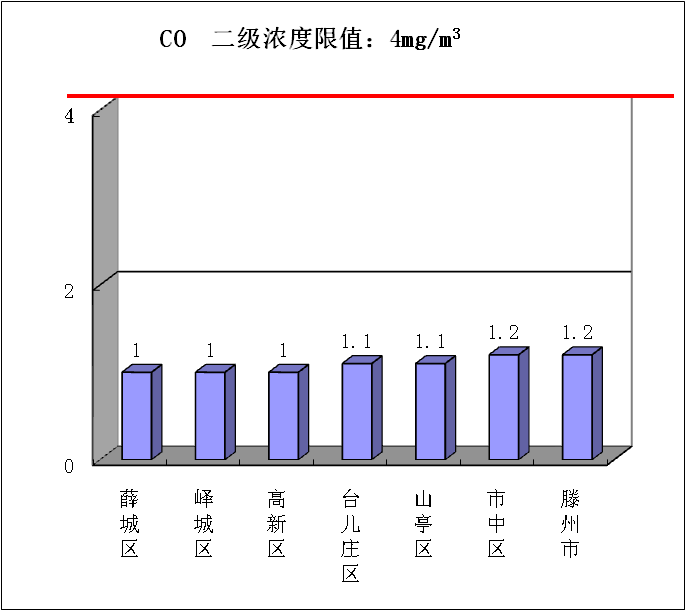 CO 二级浓度限值：4mg/m³
4
2
0
1
1
1
1.1
1.1
1.2
1.2
薛城区
峄城区
高新区
台儿庄区
山亭区
市中区
滕州市